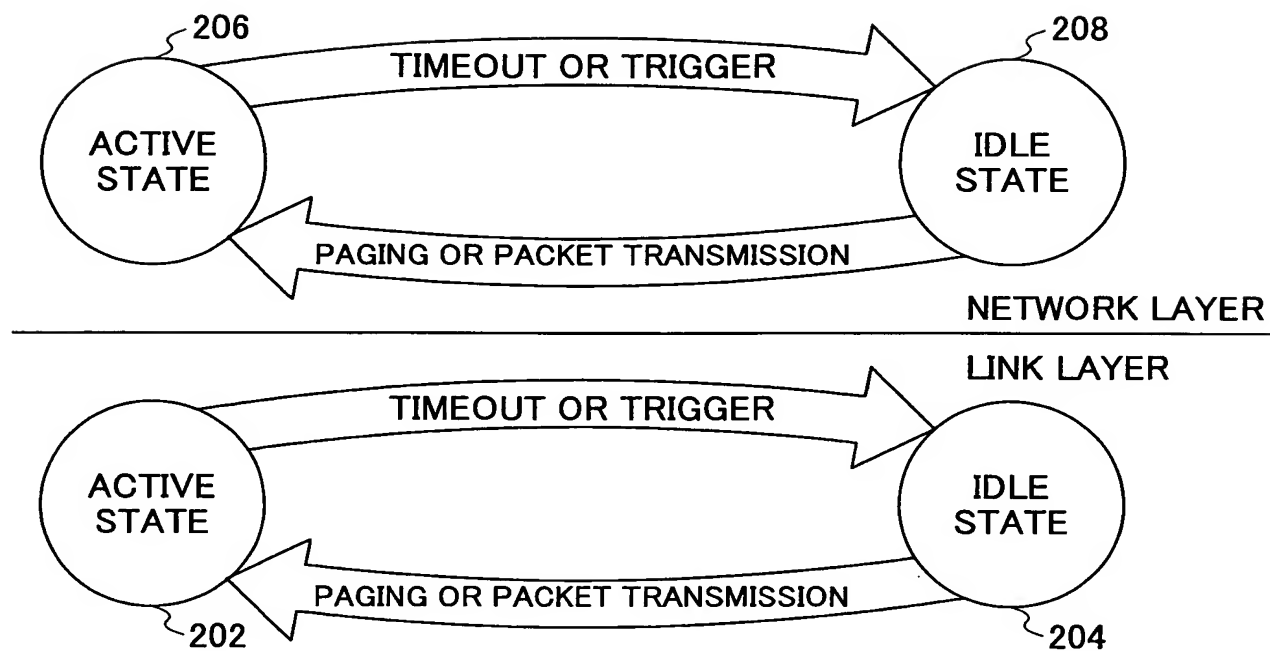 206
208
TIMEOUT OR TRIGGER
ACTIVE
STATE
IDLE
STATE
PAGING OR PACKET TRANSMISSION
NETWORK LAYER
LINK LAYER
TIMEOUT OR TRIGGER
ACTIVE
STATE
IDLE
STATE
PAGING OR PACKET TRANSMISSION
202
204